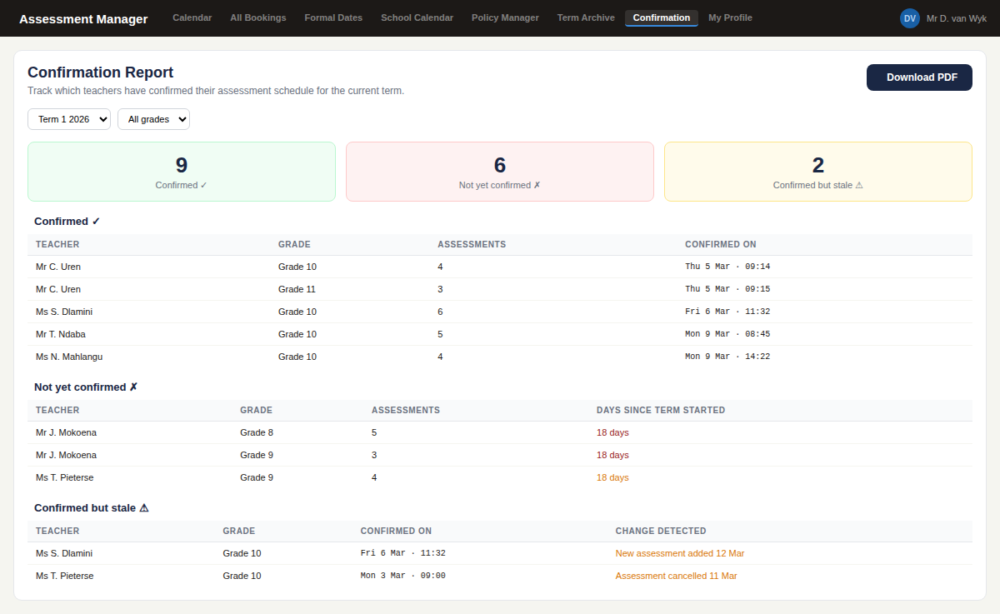 Assessment Manager Calendar All Bookings Formal Dates School Calendar Policy Manager Term Archive Confirmation My Profile DV Mr D. van Wyk
Confirmation Report
Download PDF
Track which teachers have confirmed their assessment schedule for the current term.
Term 1 2026 All grades
9 6 2
Confirmed ✓ Not yet confirmed ✗ Confirmed but stale ⚠
Confirmed ✓
TEACHER GRADE ASSESSMENTS CONFIRMED ON
Mr C. Uren Grade 10 4 Thu 5 Mar · 09:14
Mr C. Uren Grade 11 3 Thu 5 Mar · 09:15
Ms S. Dlamini Grade 10 6 Fri 6 Mar · 11:32
Mr T. Ndaba Grade 10 5 Mon 9 Mar · 08:45
Ms N. Mahlangu Grade 10 4 Mon 9 Mar · 14:22
Not yet confirmed ✗
TEACHER GRADE ASSESSMENTS DAYS SINCE TERM STARTED
Mr J. Mokoena Grade 8 5 18 days
Mr J. Mokoena Grade 9 3 18 days
Ms T. Pieterse Grade 9 4 18 days
Confirmed but stale ⚠
TEACHER GRADE CONFIRMED ON CHANGE DETECTED
Ms S. Dlamini Grade 10 Fri 6 Mar · 11:32 New assessment added 12 Mar
Ms T. Pieterse Grade 10 Mon 3 Mar · 09:00 Assessment cancelled 11 Mar